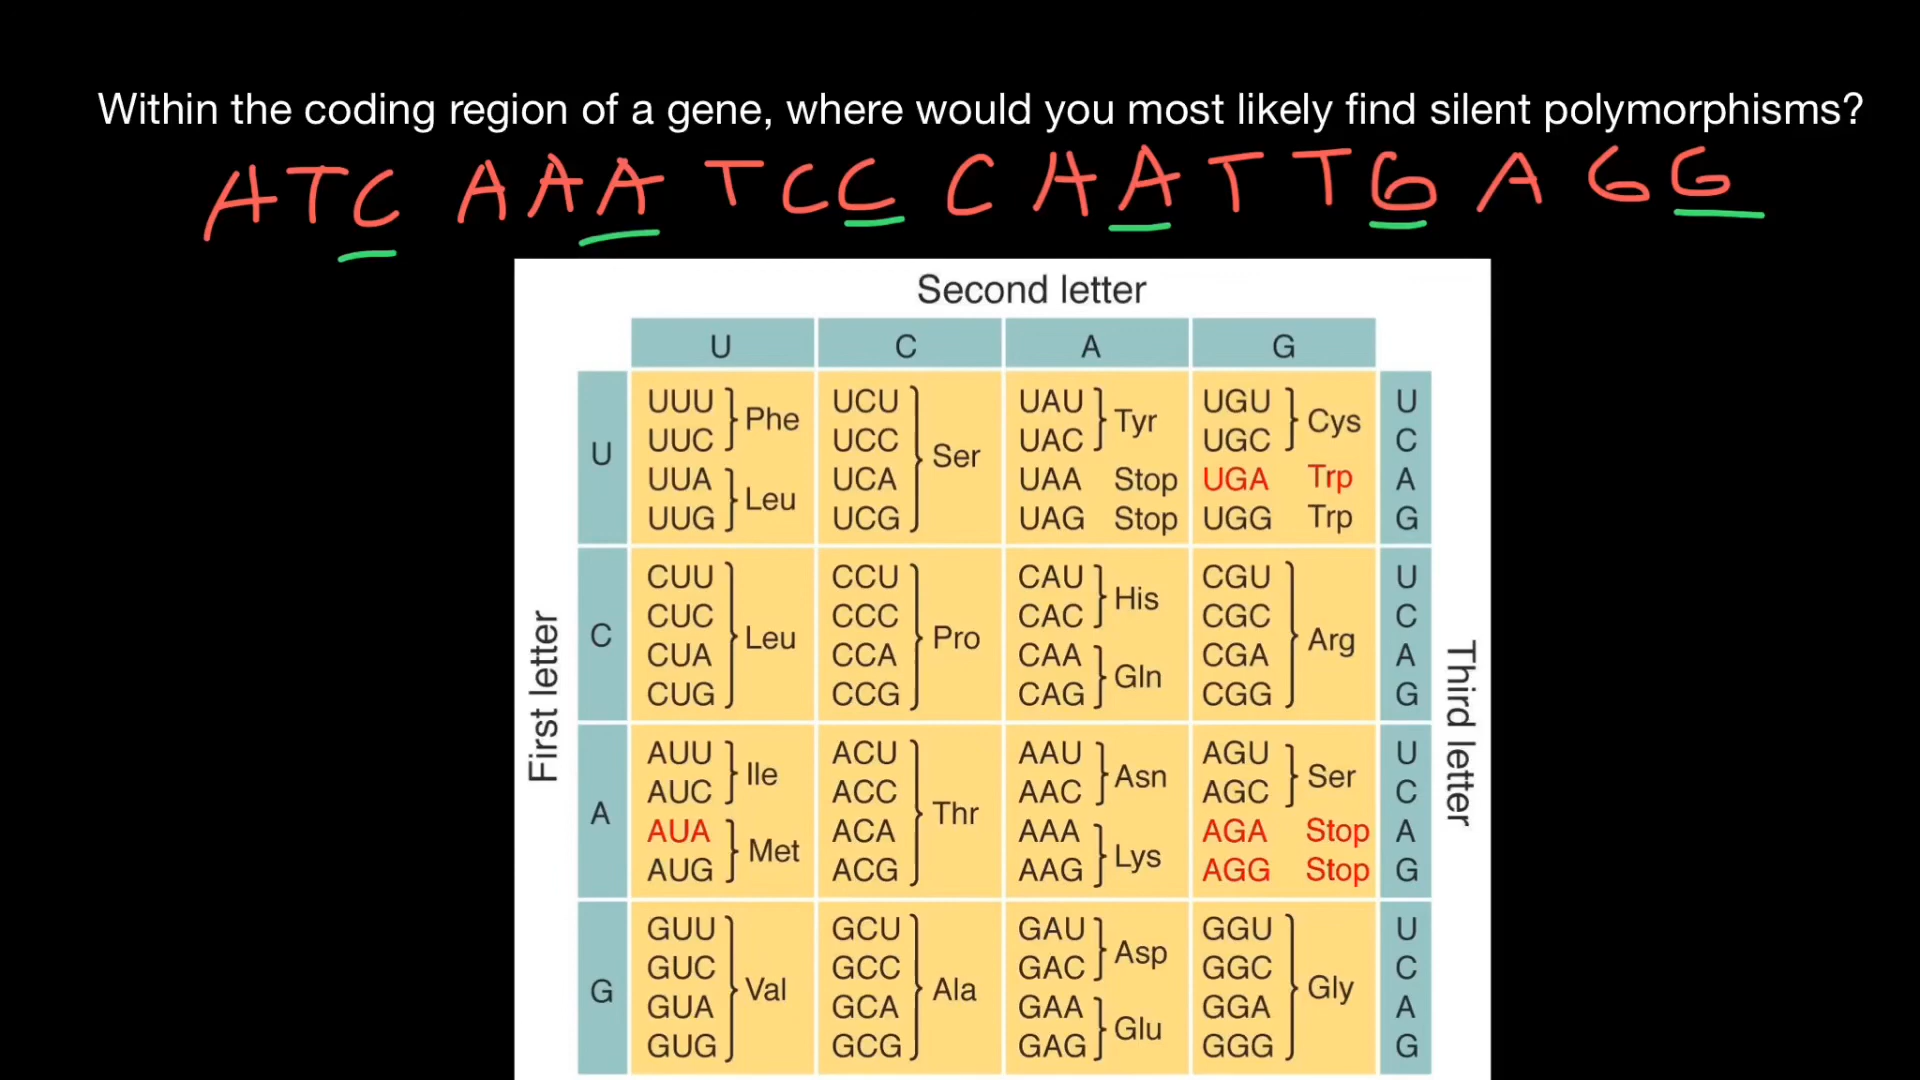 Within the coding region of a gene, where would you most likely find silent polymorphisms?
ATC AAA TCC CAA TTG AGG
Second letter
U C A G
UUU Phe UCU Ser UAU Tyr UGU Cys U
UUC UCC UAC UGC C
U
UUA Leu UCA UAA Stop UGA Trp A
UUG UCG UAG Stop UGG Trp G
CUU Leu CCU Pro CAU His CGU Arg U
CUC CCC CAC CGC C
C
CUA CCA CAA Gln CGA A
CUG CCG CAG CGG G
First letter
Third letter
AUU Ile ACU Thr AAU Asn AGU Ser U
AUC ACC AAC AGC C
A
AUA Met ACA AAA Lys AGA Stop A
AUG ACG AAG AGG Stop G
GUU Val GCU Ala GAU Asp GGU Gly U
GUC GCC GAC GGC C
G
GUA GCA GAA Glu GGA A
GUG GCG GAG GGG G